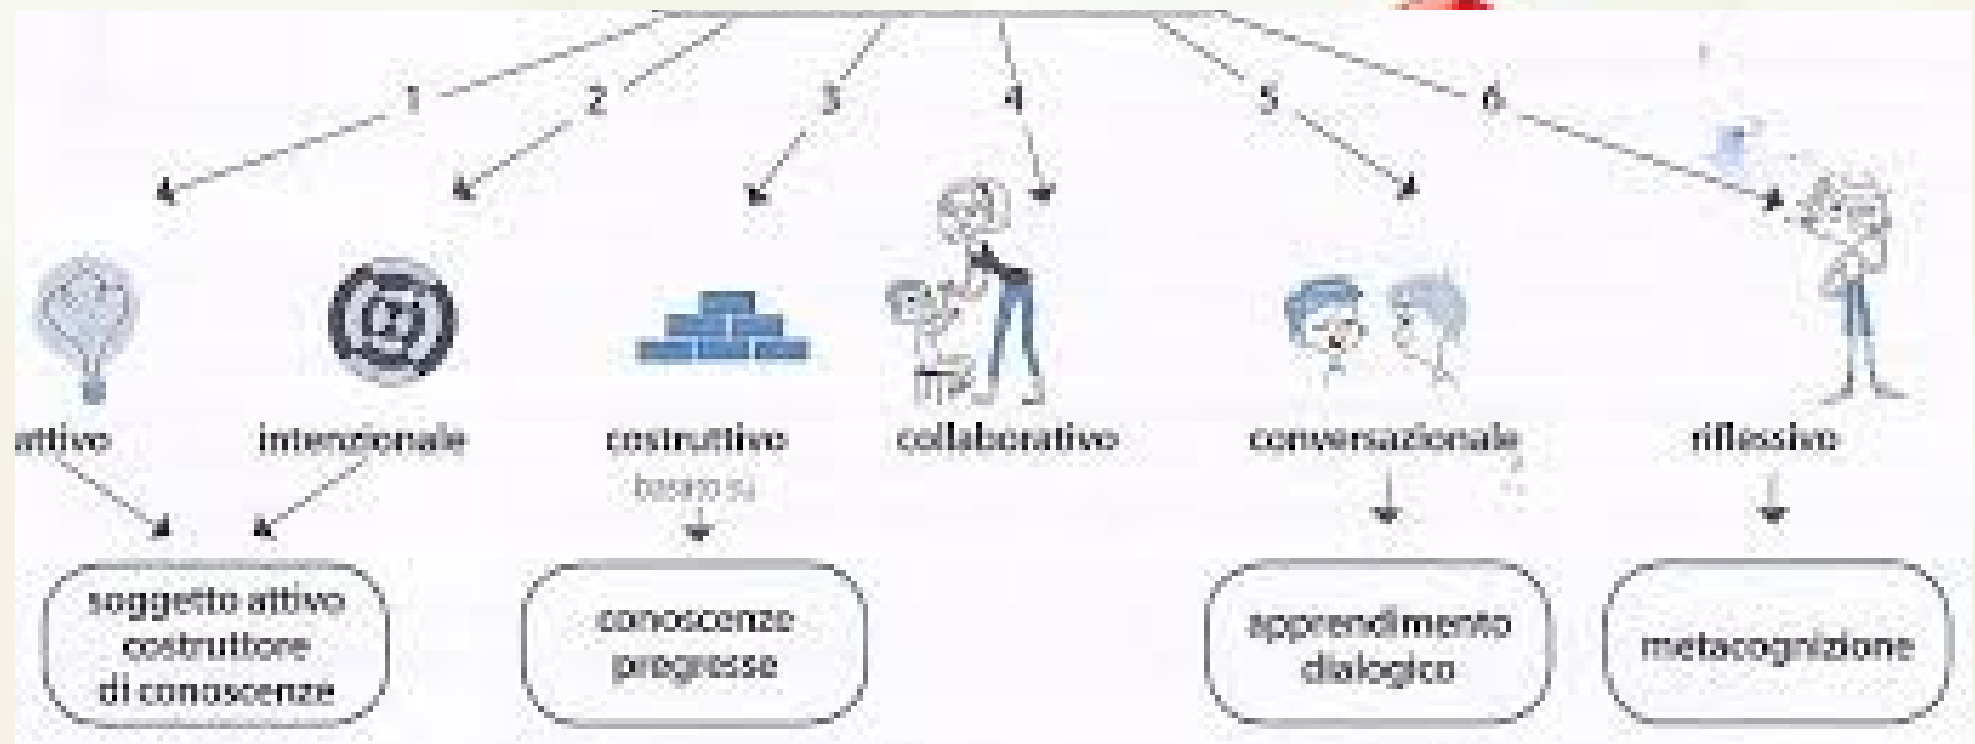 1 2 3 4 5 6
attivo intenzionale costruttivo collaborativo conversazionale riflessivo
basato su
soggetto attivo
costruttore
di conoscenze
conoscenze
pregresse
apprendimento
dialogico
metacognizione